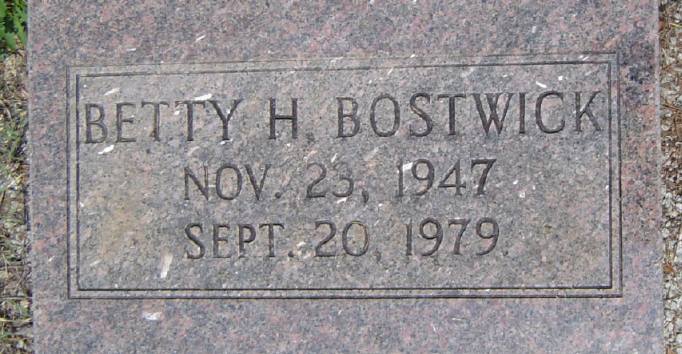 BETTY H. BOSTWICK
NOV. 23, 1947
SEPT. 20, 1979.